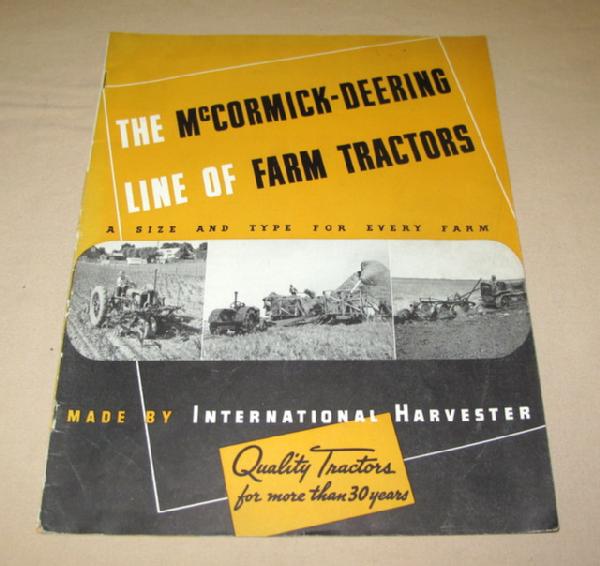 THE McCORMICK-DEERING
LINE OF FARM TRACTORS
A SIZE AND TYPE FOR EVERY FARM
MADE BY INTERNATIONAL HARVESTER
Quality Tractors
for more than 30 years